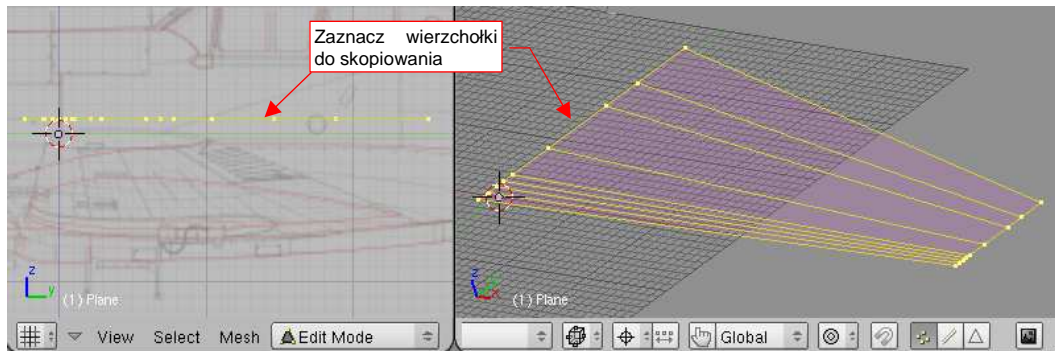 Zaznacz wierzchołki
do skopiowania
z
y
(1) Plane
z
x
(1) Plane
View Select Mesh Edit Mode
Global